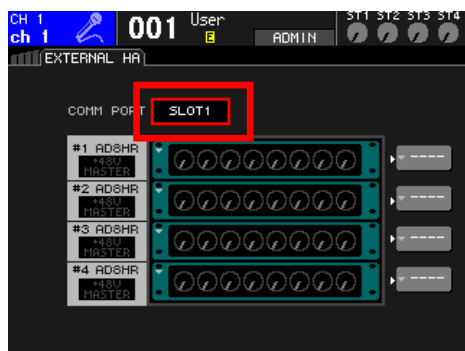 CH 1
ch 1
001
User
E
ADMIN
ST1 ST2 ST3 ST4
EXTERNAL HA
COMM PORT
SLOT1
#1 AD8HR
+48V
MASTER
----
#2 AD8HR
+48V
MASTER
----
#3 AD8HR
+48V
MASTER
----
#4 AD8HR
+48V
MASTER
----